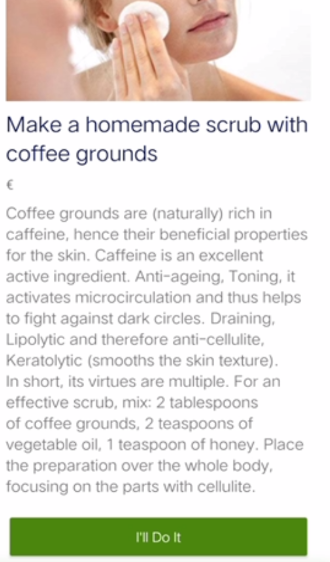 Make a homemade scrub with
coffee grounds
€
Coffee grounds are (naturally) rich in
caffeine, hence their beneficial properties
for the skin. Caffeine is an excellent
active ingredient. Anti-ageing, Toning, it
activates microcirculation and thus helps
to fight against dark circles. Draining,
Lipolytic and therefore anti-cellulite,
Keratolytic (smooths the skin texture).
In short, its virtues are multiple. For an
effective scrub, mix: 2 tablespoons
of coffee grounds, 2 teaspoons of
vegetable oil, 1 teaspoon of honey. Place
the preparation over the whole body,
focusing on the parts with cellulite.
I'll Do It